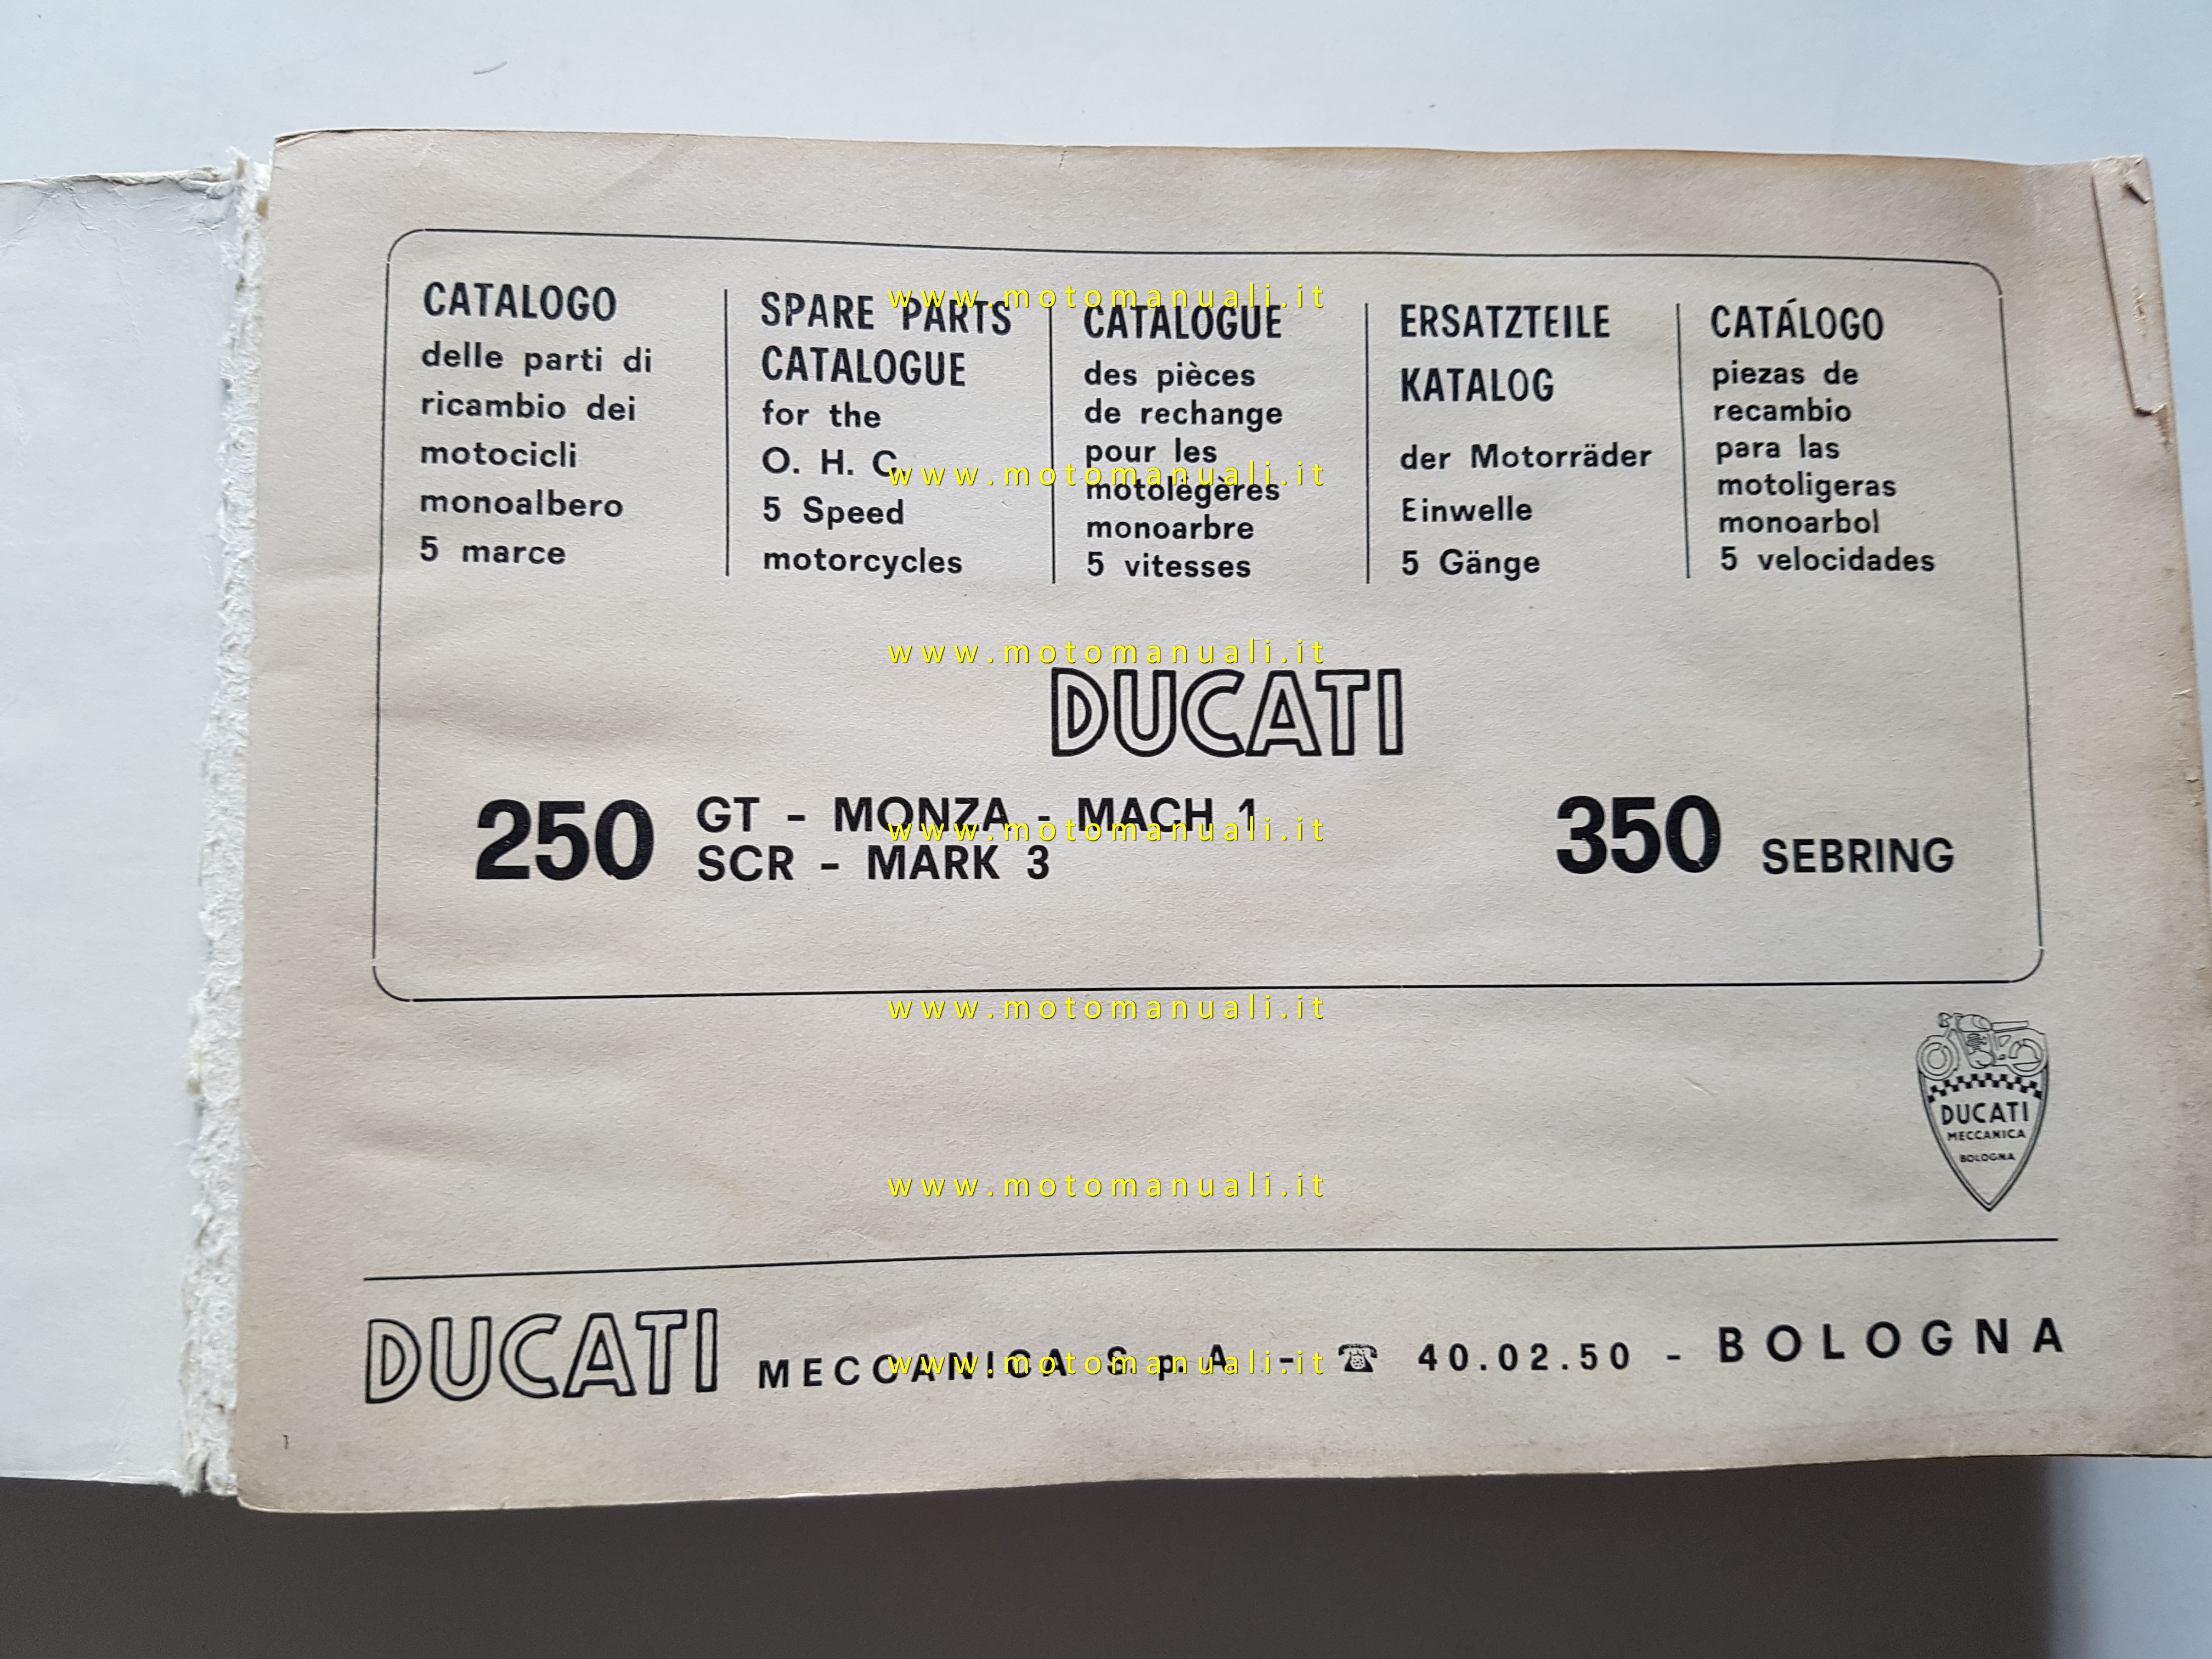 CATALOGO
delle parti di
ricambio dei
motocicli
monoalbero
5 marce
SPARE PARTS
CATALOGUE
for the
O. H. C.
5 Speed
motorcycles
CATALOGUE
des pièces
de rechange
pour les
motolégères
monoarbre
5 vitesses
ERSATZTEILE
KATALOG
der Motorräder
Einwelle
5 Gänge
CATÁLOGO
piezas de
recambio
para las
motoligeras
monoarbol
5 velocidades
DUCATI
250 GT - MONZA - MACH 1
SCR - MARK 3
350 SEBRING
DUCATI
MECCANICA
BOLOGNA
DUCATI MECCANICA S.p.A. - ☎ 40.02.50 - BOLOGNA
1
www.motomanuali.it
www.motomanuali.it
www.motomanuali.it
www.motomanuali.it
www.motomanuali.it
www.motomanuali.it
www.motomanuali.it